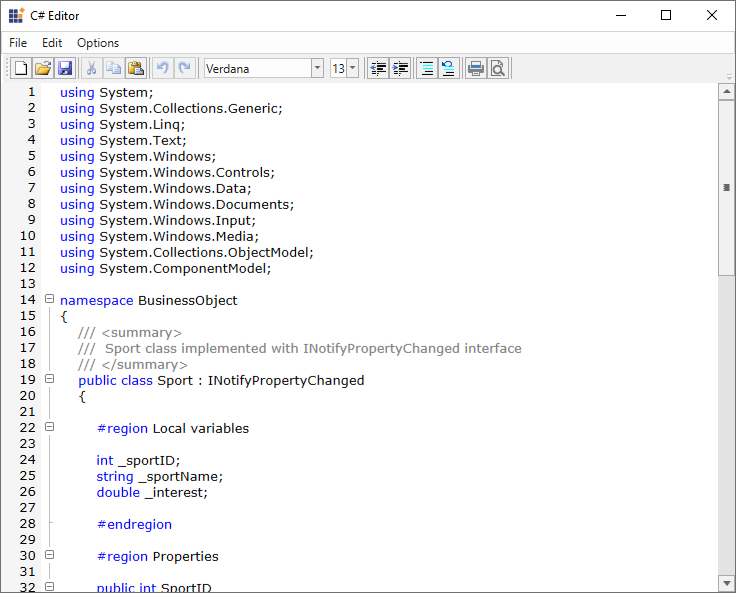 C# Editor
File Edit Options
Verdana 13
1 using System;
2 using System.Collections.Generic;
3 using System.Linq;
4 using System.Text;
5 using System.Windows;
6 using System.Windows.Controls;
7 using System.Windows.Data;
8 using System.Windows.Documents;
9 using System.Windows.Input;
10 using System.Windows.Media;
11 using System.Collections.ObjectModel;
12 using System.ComponentModel;
13
14 namespace BusinessObject
15 {
16 /// <summary>
17 /// Sport class implemented with INotifyPropertyChanged interface
18 /// </summary>
19 public class Sport : INotifyPropertyChanged
20 {
21
22 #region Local variables
23
24 int _sportID;
25 string _sportName;
26 double _interest;
27
28 #endregion
29
30 #region Properties
31
32 public int SportID